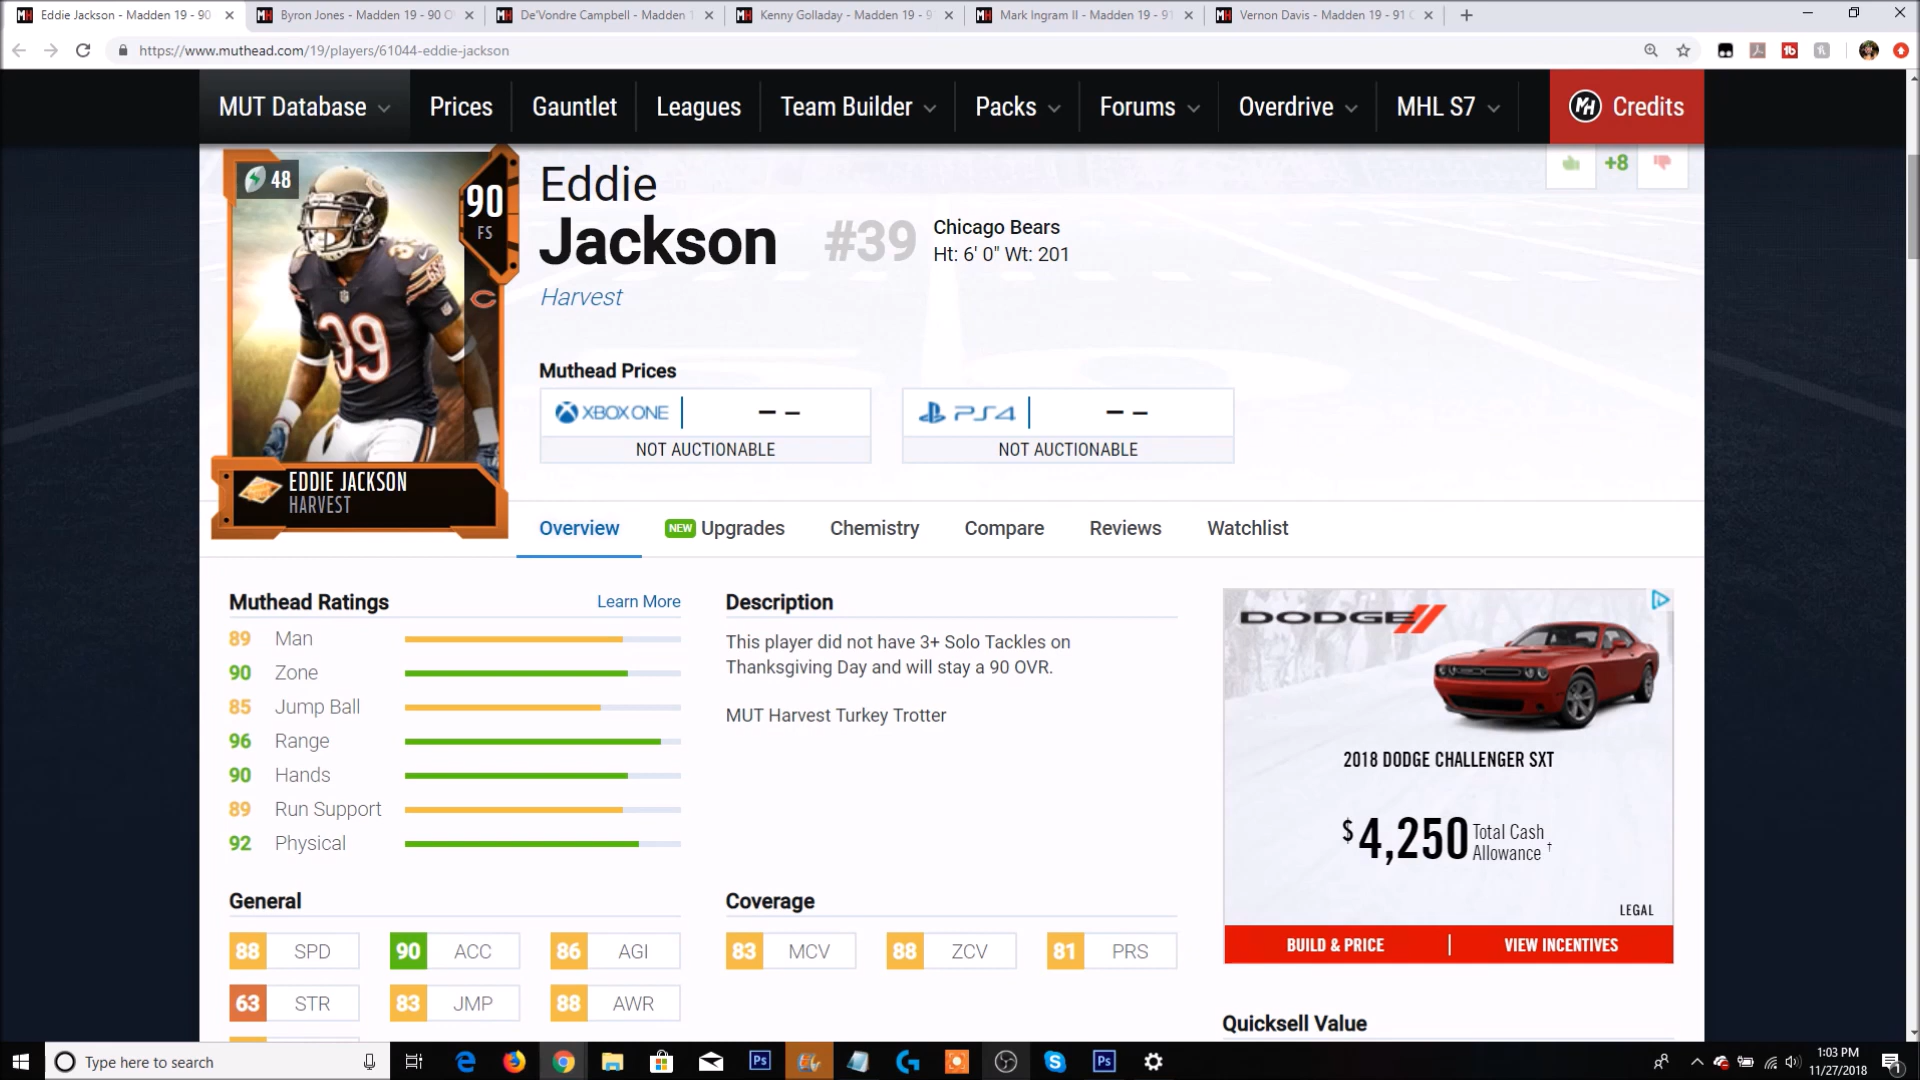 Eddie Jackson - Madden 19 - 90
Byron Jones - Madden 19 - 90 O
De'Vondre Campbell - Madden 1
Kenny Golladay - Madden 19 - 9
Mark Ingram II - Madden 19 - 91
Vernon Davis - Madden 19 - 91 O
https://www.muthead.com/19/players/61044-eddie-jackson
MUT Database
Prices
Gauntlet
Leagues
Team Builder
Packs
Forums
Overdrive
MHL S7
Credits
48
90
FS
39
EDDIE JACKSON
HARVEST
Eddie
Jackson
#39
Chicago Bears
Ht: 6' 0" Wt: 201
+8
Harvest
Muthead Prices
XBOX ONE – –
NOT AUCTIONABLE
PS4 – –
NOT AUCTIONABLE
Overview
NEW Upgrades
Chemistry
Compare
Reviews
Watchlist
Muthead Ratings
Learn More
89 Man
90 Zone
85 Jump Ball
96 Range
90 Hands
89 Run Support
92 Physical
Description
This player did not have 3+ Solo Tackles on
Thanksgiving Day and will stay a 90 OVR.
MUT Harvest Turkey Trotter
DODGE
2018 DODGE CHALLENGER SXT
$4,250 Total Cash
Allowance †
LEGAL
BUILD & PRICE
VIEW INCENTIVES
General
88 SPD
90 ACC
86 AGI
63 STR
83 JMP
88 AWR
Coverage
83 MCV
88 ZCV
81 PRS
Quicksell Value
Type here to search
1:03 PM
11/27/2018